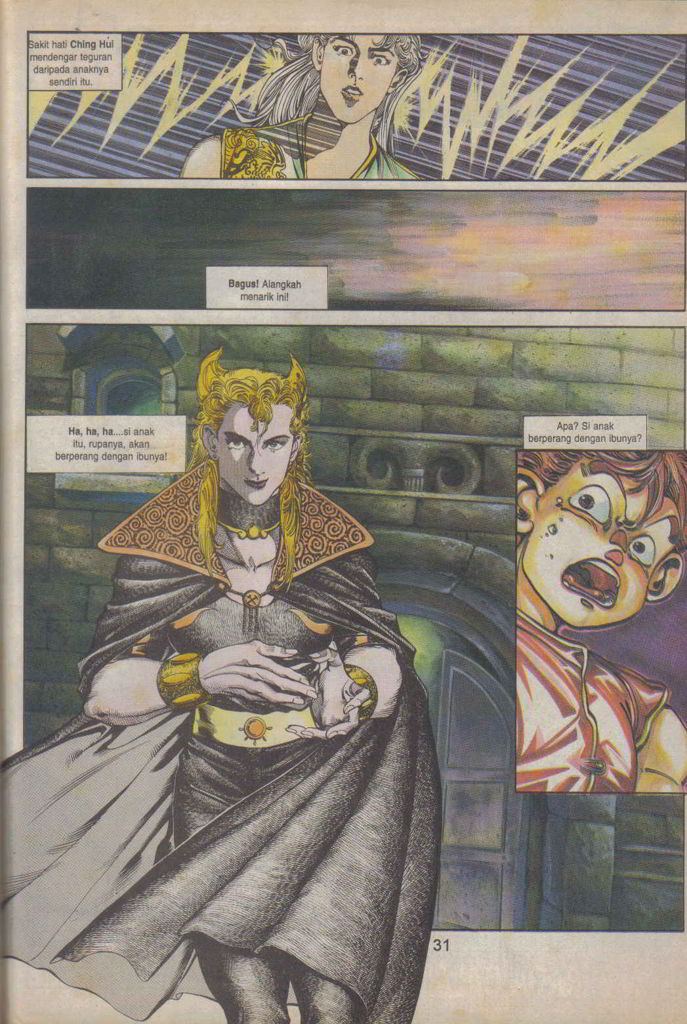 Sakit hati Ching Hui
mendengar teguran
daripada anaknya
sendiri itu.
Bagus! Alangkah
menarik ini!
Ha, ha, ha....si anak
itu, rupanya, akan
berperang dengan ibunya!
Apa? Si anak
berperang dengan ibunya?
31